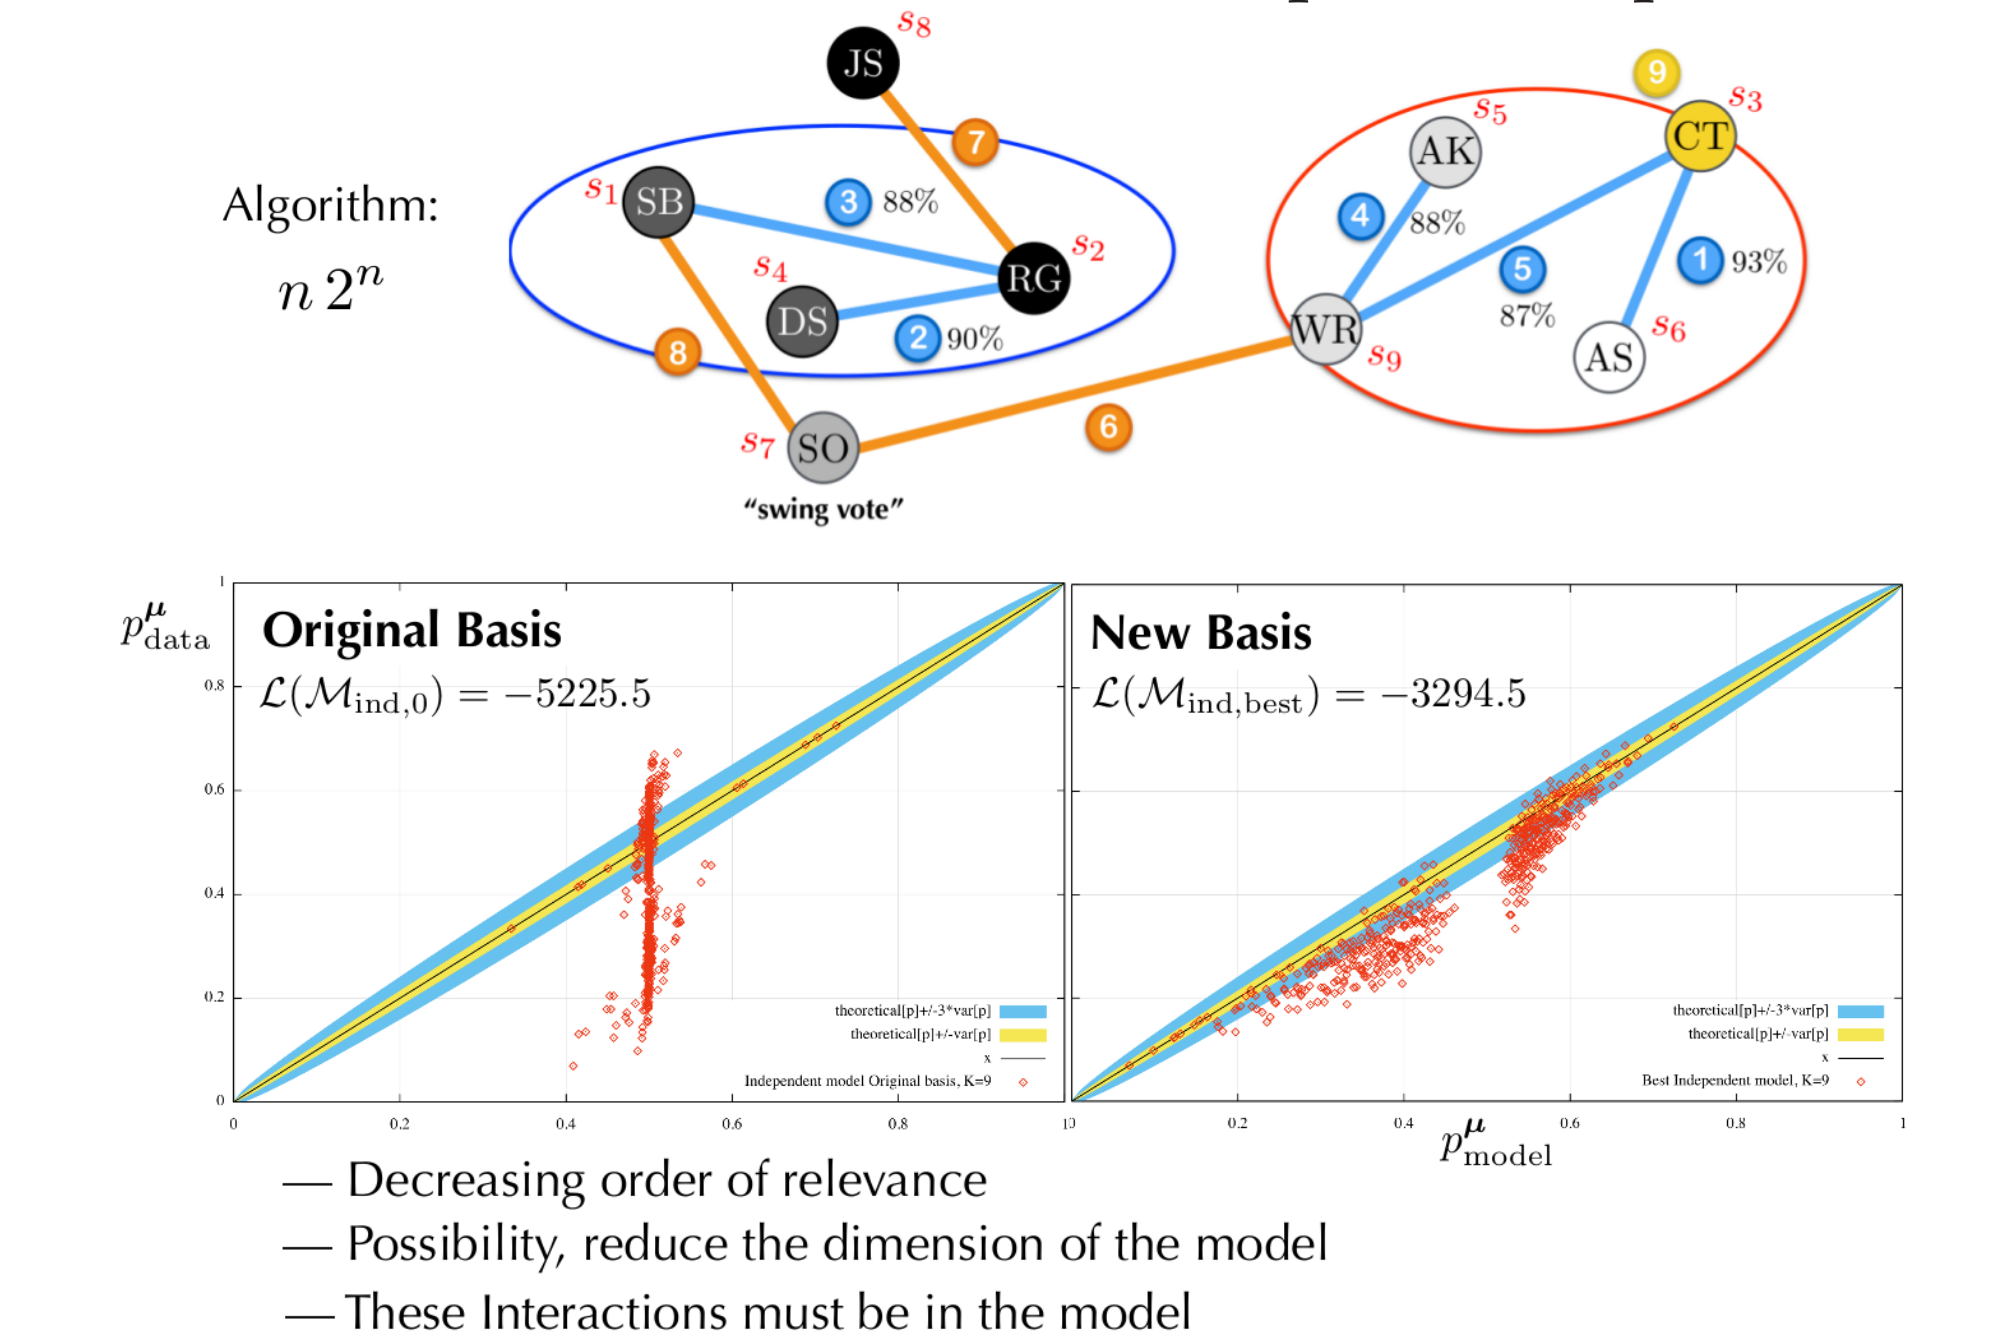 JS
s₈
9
s₃
CT
s₅
AK
7
Algorithm:
n 2ⁿ
s₁
SB
3
88%
s₂
RG
s₄
DS
2
90%
4
88%
5
87%
1
93%
s₆
AS
WR
s₉
8
6
s₇
SO
“swing vote”
p^μ_data
Original Basis
ℒ(ℳ_ind,0) = −5225.5
New Basis
ℒ(ℳ_ind,best) = −3294.5
1
0.8
0.6
0.4
0.2
0
theoretical[p]+/-3*var[p]
theoretical[p]+/-var[p]
x
Independent model Original basis, K=9
theoretical[p]+/-3*var[p]
theoretical[p]+/-var[p]
x
Best Independent model, K=9
0 0.2 0.4 0.6 0.8 1
0 0.2 0.4 0.6 0.8 1
p^μ_model
— Decreasing order of relevance
— Possibility, reduce the dimension of the model
— These Interactions must be in the model